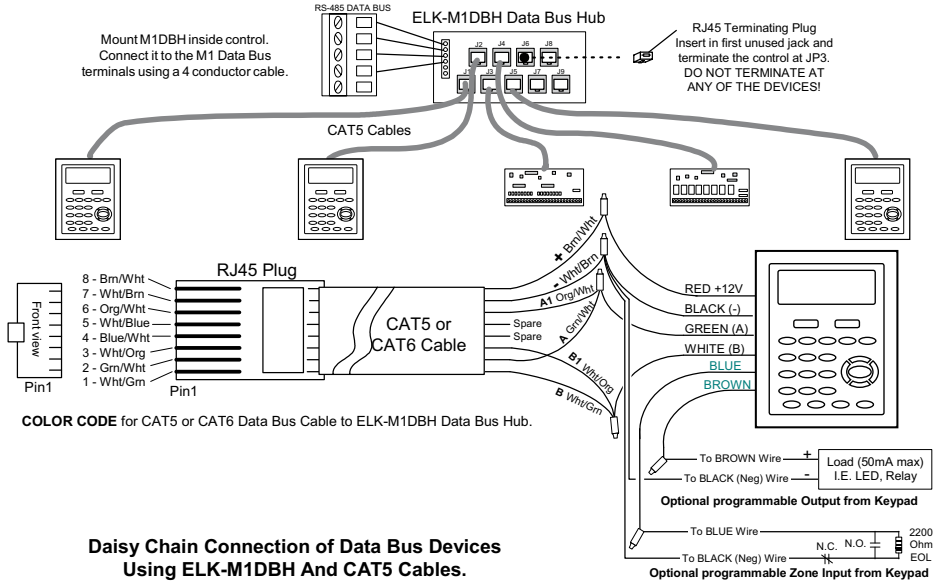 RS-485 DATA BUS
ELK-M1DBH Data Bus Hub
Mount M1DBH inside control.
Connect it to the M1 Data Bus
terminals using a 4 conductor cable.
J2
J4
J6
J8
J1
J3
J5
J7
J9
RJ45 Terminating Plug
Insert in first unused jack and
terminate the control at JP3.
DO NOT TERMINATE AT
ANY OF THE DEVICES!
CAT5 Cables
RJ45 Plug
8 - Brn/Wht
7 - Wht/Brn
6 - Org/Wht
5 - Wht/Blue
4 - Blue/Wht
3 - Wht/Org
2 - Grn/Wht
1 - Wht/Grn
Front view
Pin1
Pin1
CAT5 or
CAT6 Cable
+ Brn/Wht
- Wht/Brn
A1 Org/Wht
A Grn/Wht
Spare
Spare
B1 Wht/Org
B Wht/Grn
RED +12V
BLACK (-)
GREEN (A)
WHITE (B)
BLUE
BROWN
COLOR CODE for CAT5 or CAT6 Data Bus Cable to ELK-M1DBH Data Bus Hub.
To BROWN Wire
+
To BLACK (Neg) Wire
-
Load (50mA max)
I.E. LED, Relay
Optional programmable Output from Keypad
To BLUE Wire
To BLACK (Neg) Wire
N.C.
N.O.
2200
Ohm
EOL
Optional programmable Zone Input from Keypad
Daisy Chain Connection of Data Bus Devices
Using ELK-M1DBH And CAT5 Cables.